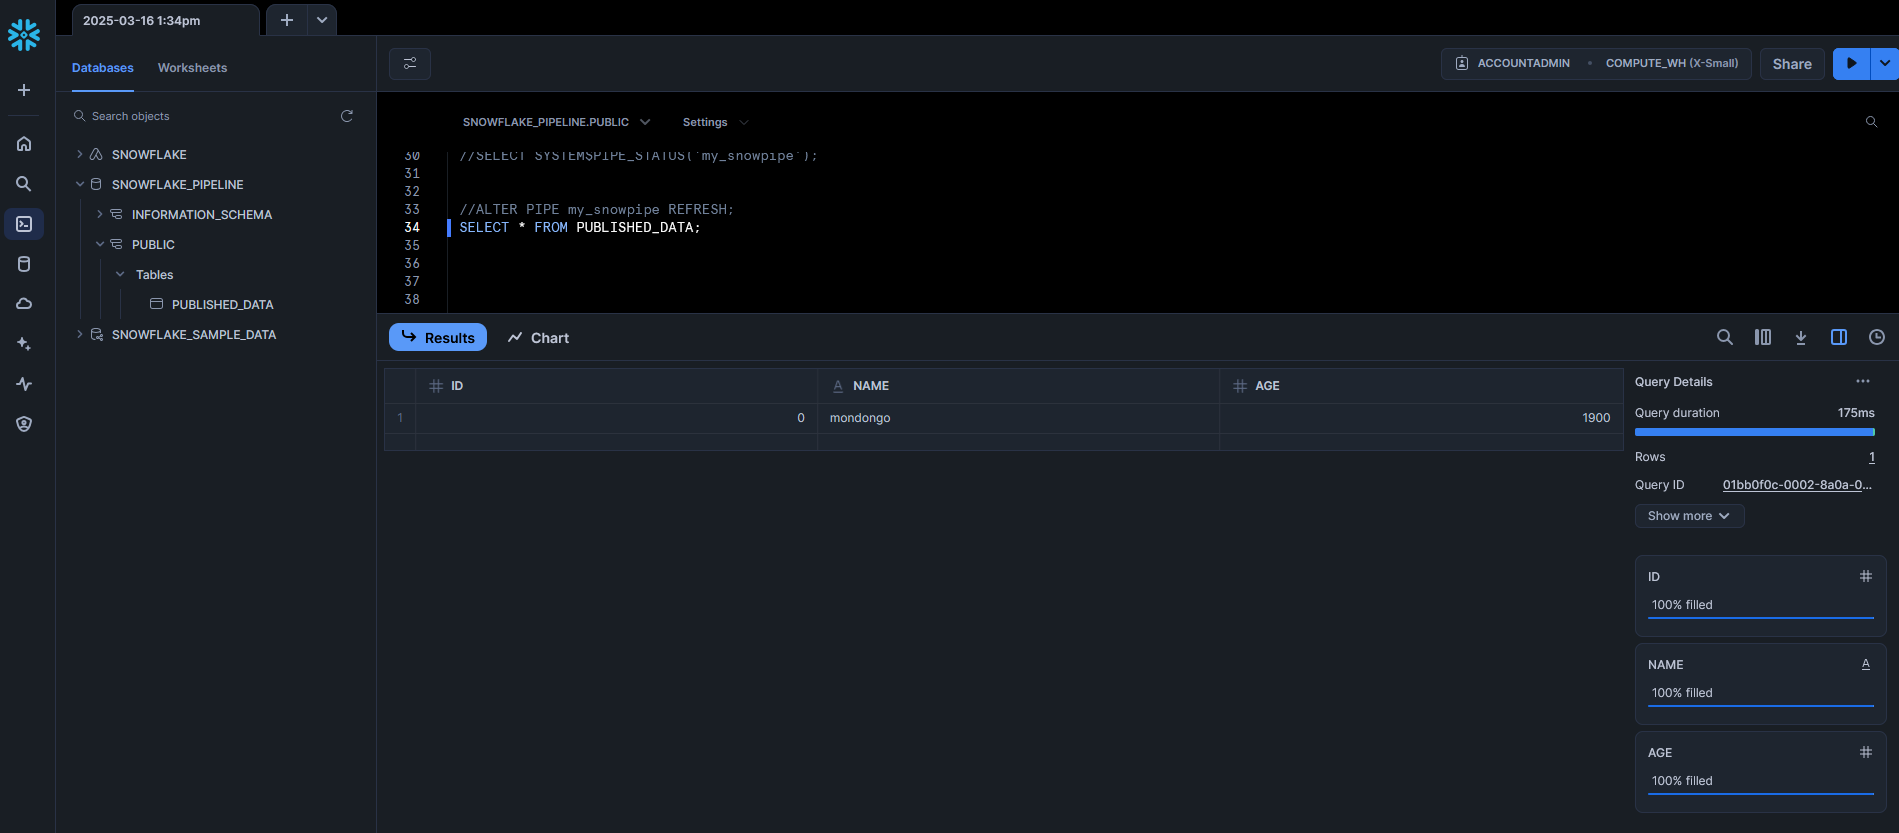 2025-03-16 1:34pm
Databases
Worksheets
Search objects
SNOWFLAKE
SNOWFLAKE_PIPELINE
INFORMATION_SCHEMA
PUBLIC
Tables
PUBLISHED_DATA
SNOWFLAKE_SAMPLE_DATA
ACCOUNTADMIN • COMPUTE_WH (X-Small)
Share
SNOWFLAKE_PIPELINE.PUBLIC
Settings
30 //SELECT SYSTEM$PIPE_STATUS('my_snowpipe');
31
32
33 //ALTER PIPE my_snowpipe REFRESH;
34 SELECT * FROM PUBLISHED_DATA;
35
36
37
38
Results
Chart
# ID A NAME # AGE
1 0 mondongo 1900
Query Details ...
Query duration 175ms
Rows 1
Query ID 01bb0f0c-0002-8a0a-0...
Show more
ID #
100% filled
NAME A
100% filled
AGE #
100% filled